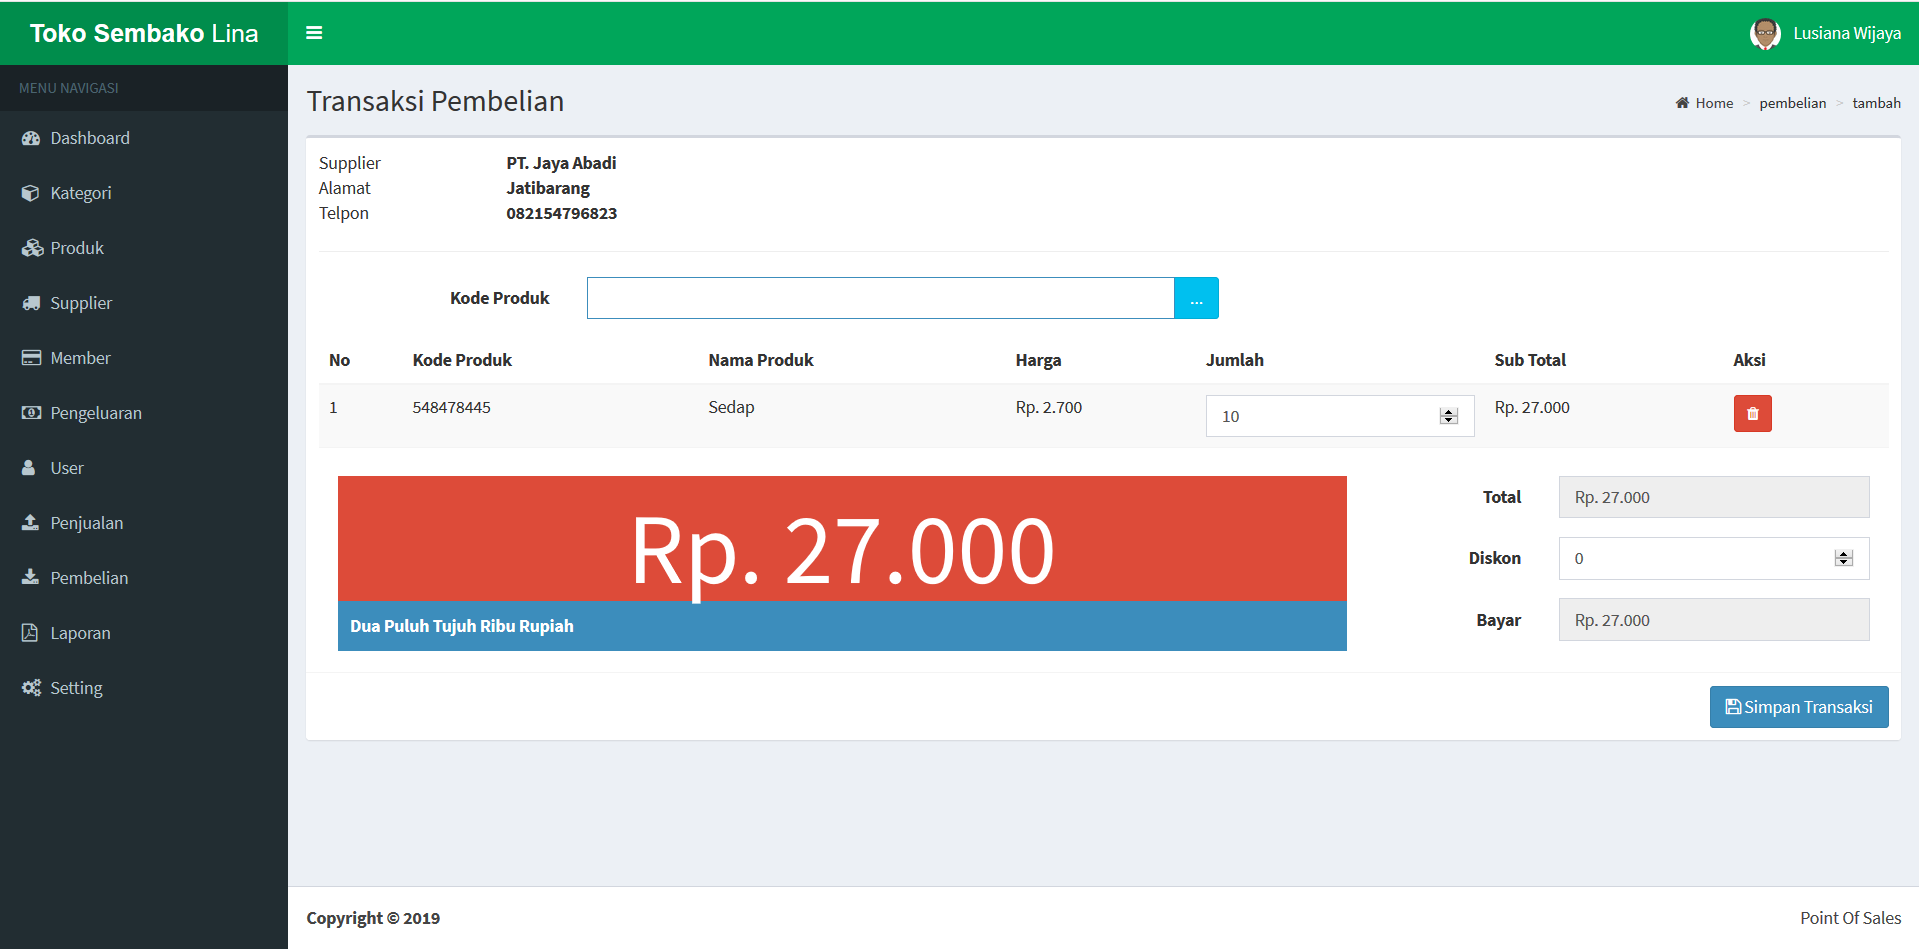 Toko Sembako Lina
Lusiana Wijaya
MENU NAVIGASI
Dashboard
Kategori
Produk
Supplier
Member
Pengeluaran
User
Penjualan
Pembelian
Laporan
Setting
Transaksi Pembelian
Home > pembelian > tambah
Supplier PT. Jaya Abadi
Alamat Jatibarang
Telpon 082154796823
Kode Produk ...
No Kode Produk Nama Produk Harga Jumlah Sub Total Aksi
1 548478445 Sedap Rp. 2.700 10 Rp. 27.000
Rp. 27.000
Dua Puluh Tujuh Ribu Rupiah
Total Rp. 27.000
Diskon 0
Bayar Rp. 27.000
Simpan Transaksi
Copyright © 2019
Point Of Sales